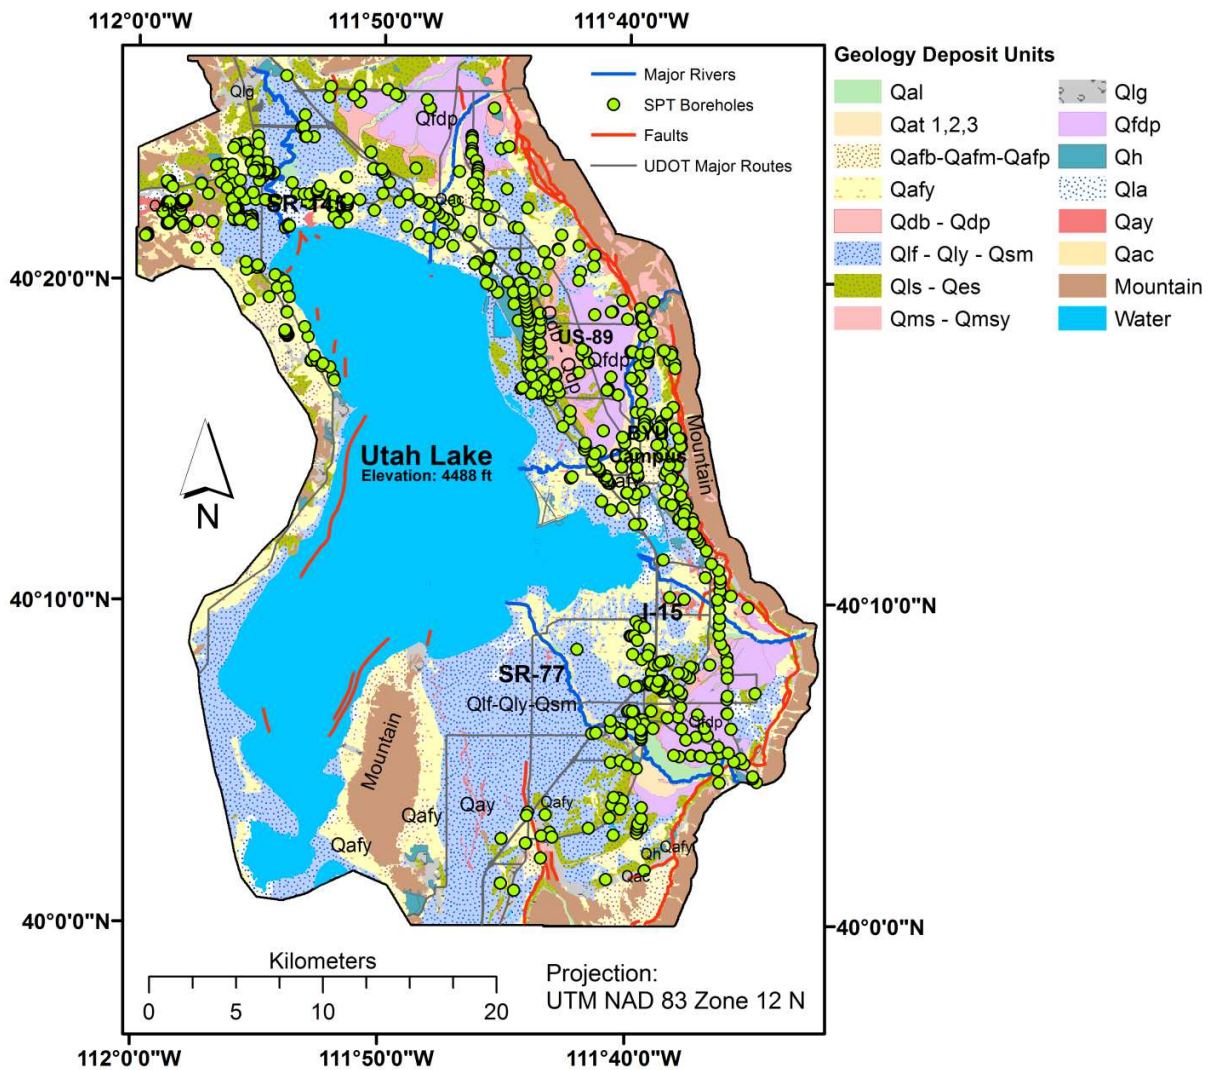 112°0'0"W
111°50'0"W
111°40'0"W
40°20'0"N
40°10'0"N
40°0'0"N
40°10'0"N
40°0'0"N
112°0'0"W
111°50'0"W
111°40'0"W
Major Rivers
SPT Boreholes
Faults
UDOT Major Routes
Geology Deposit Units
Qal
Qat 1,2,3
Qafb-Qafm-Qafp
Qafy
Qdb - Qdp
Qlf - Qly - Qsm
Qls - Qes
Qms - Qmsy
Qlg
Qfdp
Qh
Qla
Qay
Qac
Mountain
Water
Qlg
Qfdp
SR-145
Qac
US-89
Qfdp
BYU
Campus
Qafy
Mountain
Utah Lake
Elevation: 4488 ft
N
I-15
SR-77
Qlf-Qly-Qsm
Qfdp
Mountain
Qafy
Qafy
Qay
Qafy
Qh
Qafy
Qac
Kilometers
0
5
10
20
Projection:
UTM NAD 83 Zone 12 N